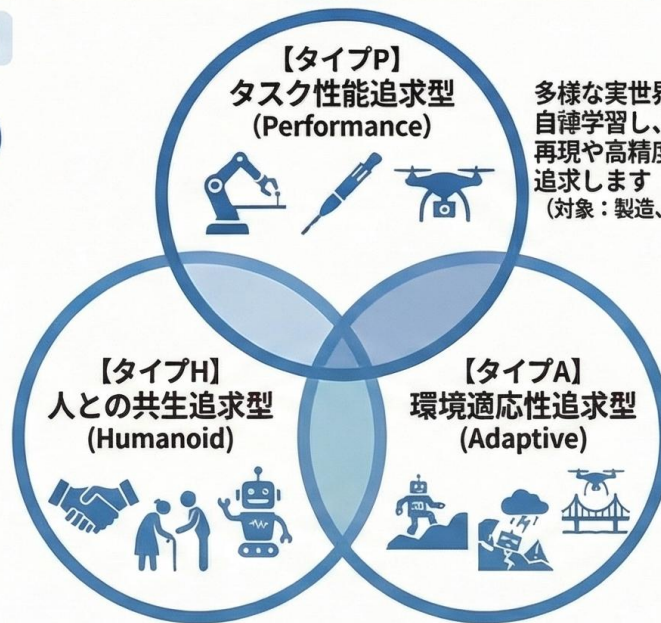 【タイプP】
タスク性能追求型
(Performance)
多様な実世界
学習し、
再現や高精度
追求します
（対象：製造、
【タイプH】
人との共生追求型
(Humanoid)
【タイプA】
環境適応性追求型
(Adaptive)